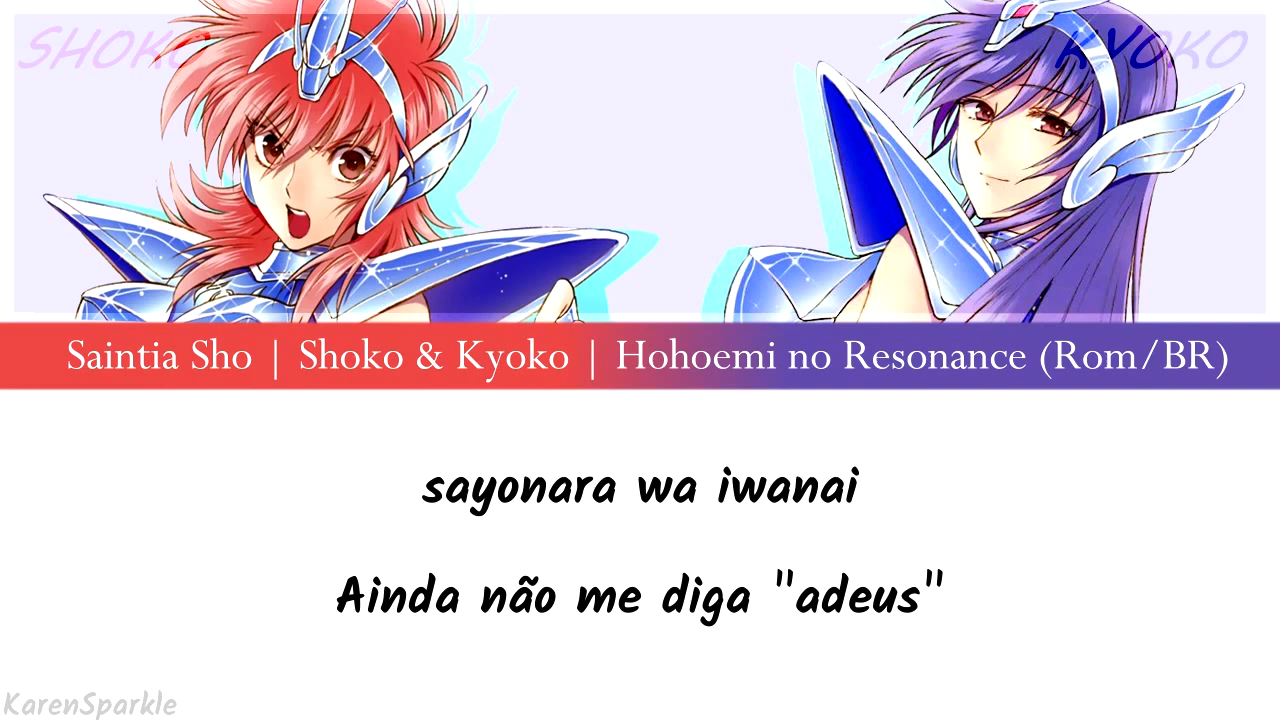 SHOKO
KYOKO
Saintia Sho | Shoko & Kyoko | Hohoemi no Resonance (Rom/BR)
sayonara wa iwanai
Ainda não me diga "adeus"
KarenSparkle